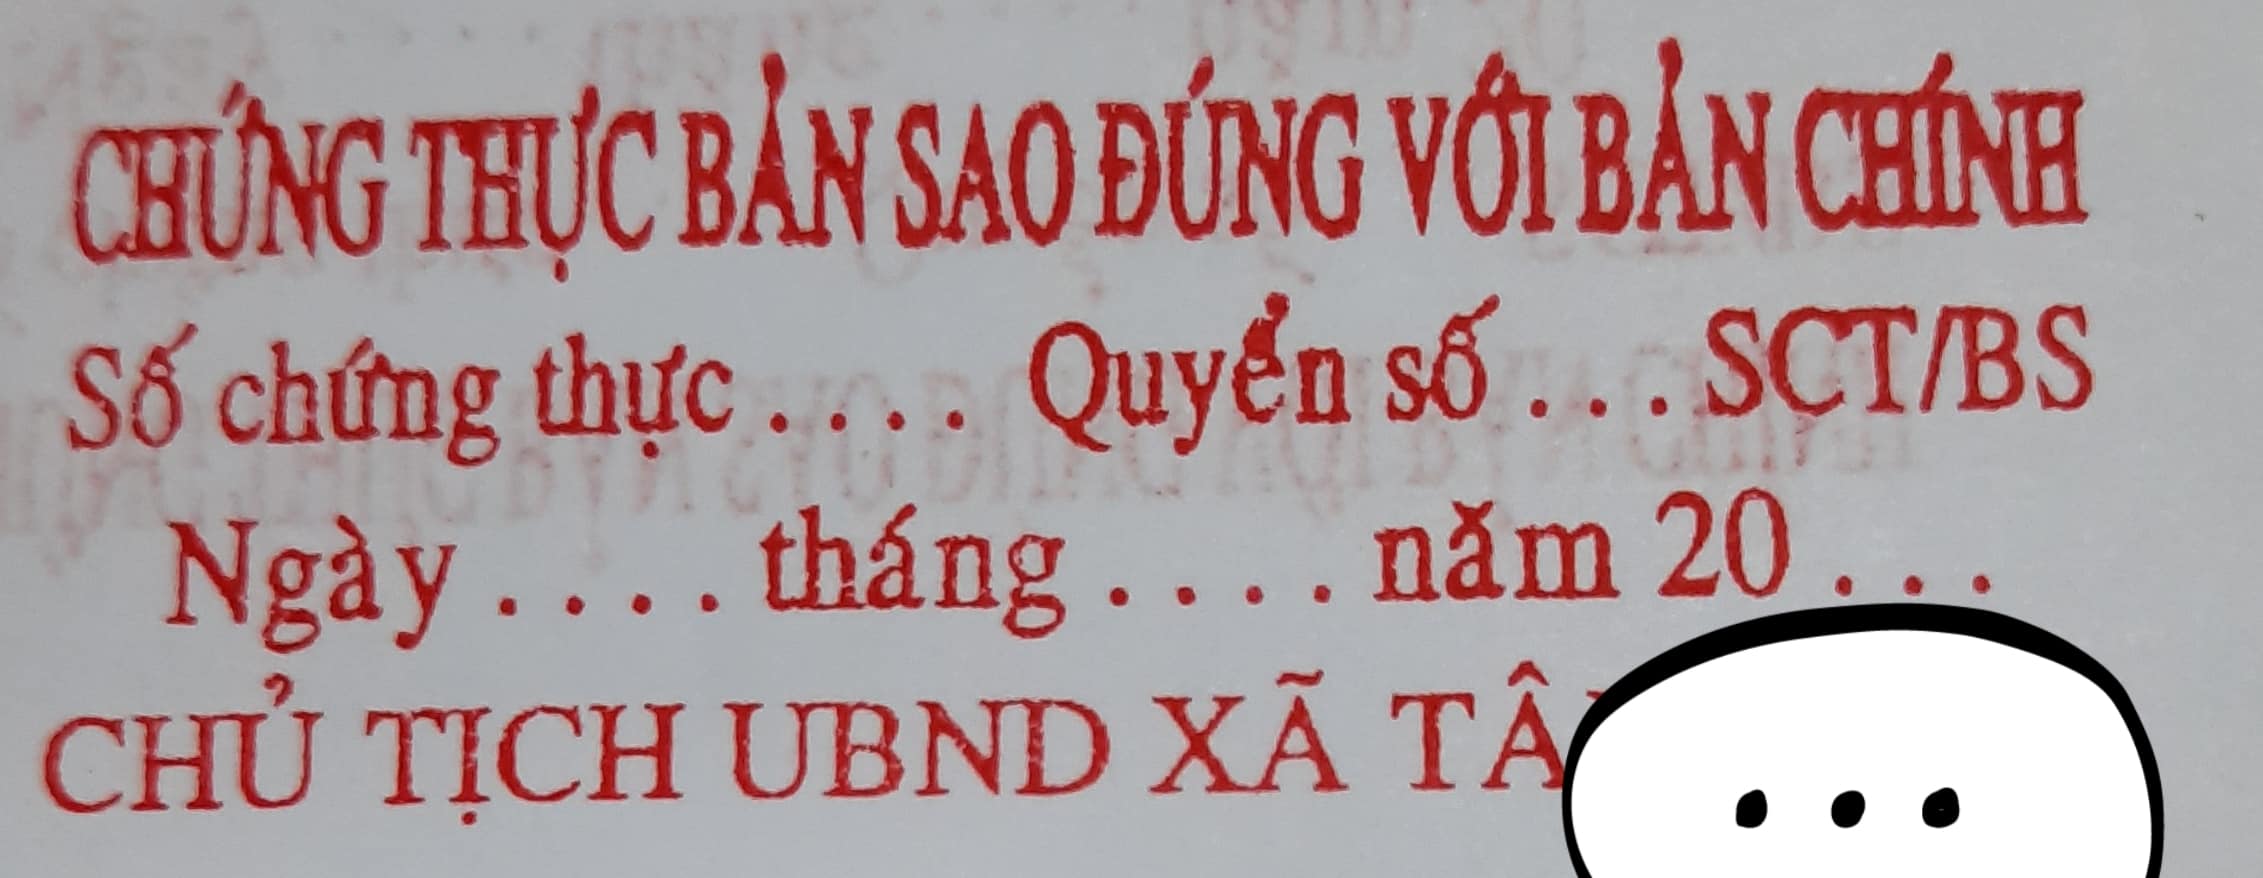 CHỨNG THỰC BẢN SAO ĐÚNG VỚI BẢN CHÍNH
Số chứng thực . . . . Quyển số . . . SCT/BS
Ngày . . . . tháng . . . . năm 20 . . .
CHỦ TỊCH UBND XÃ